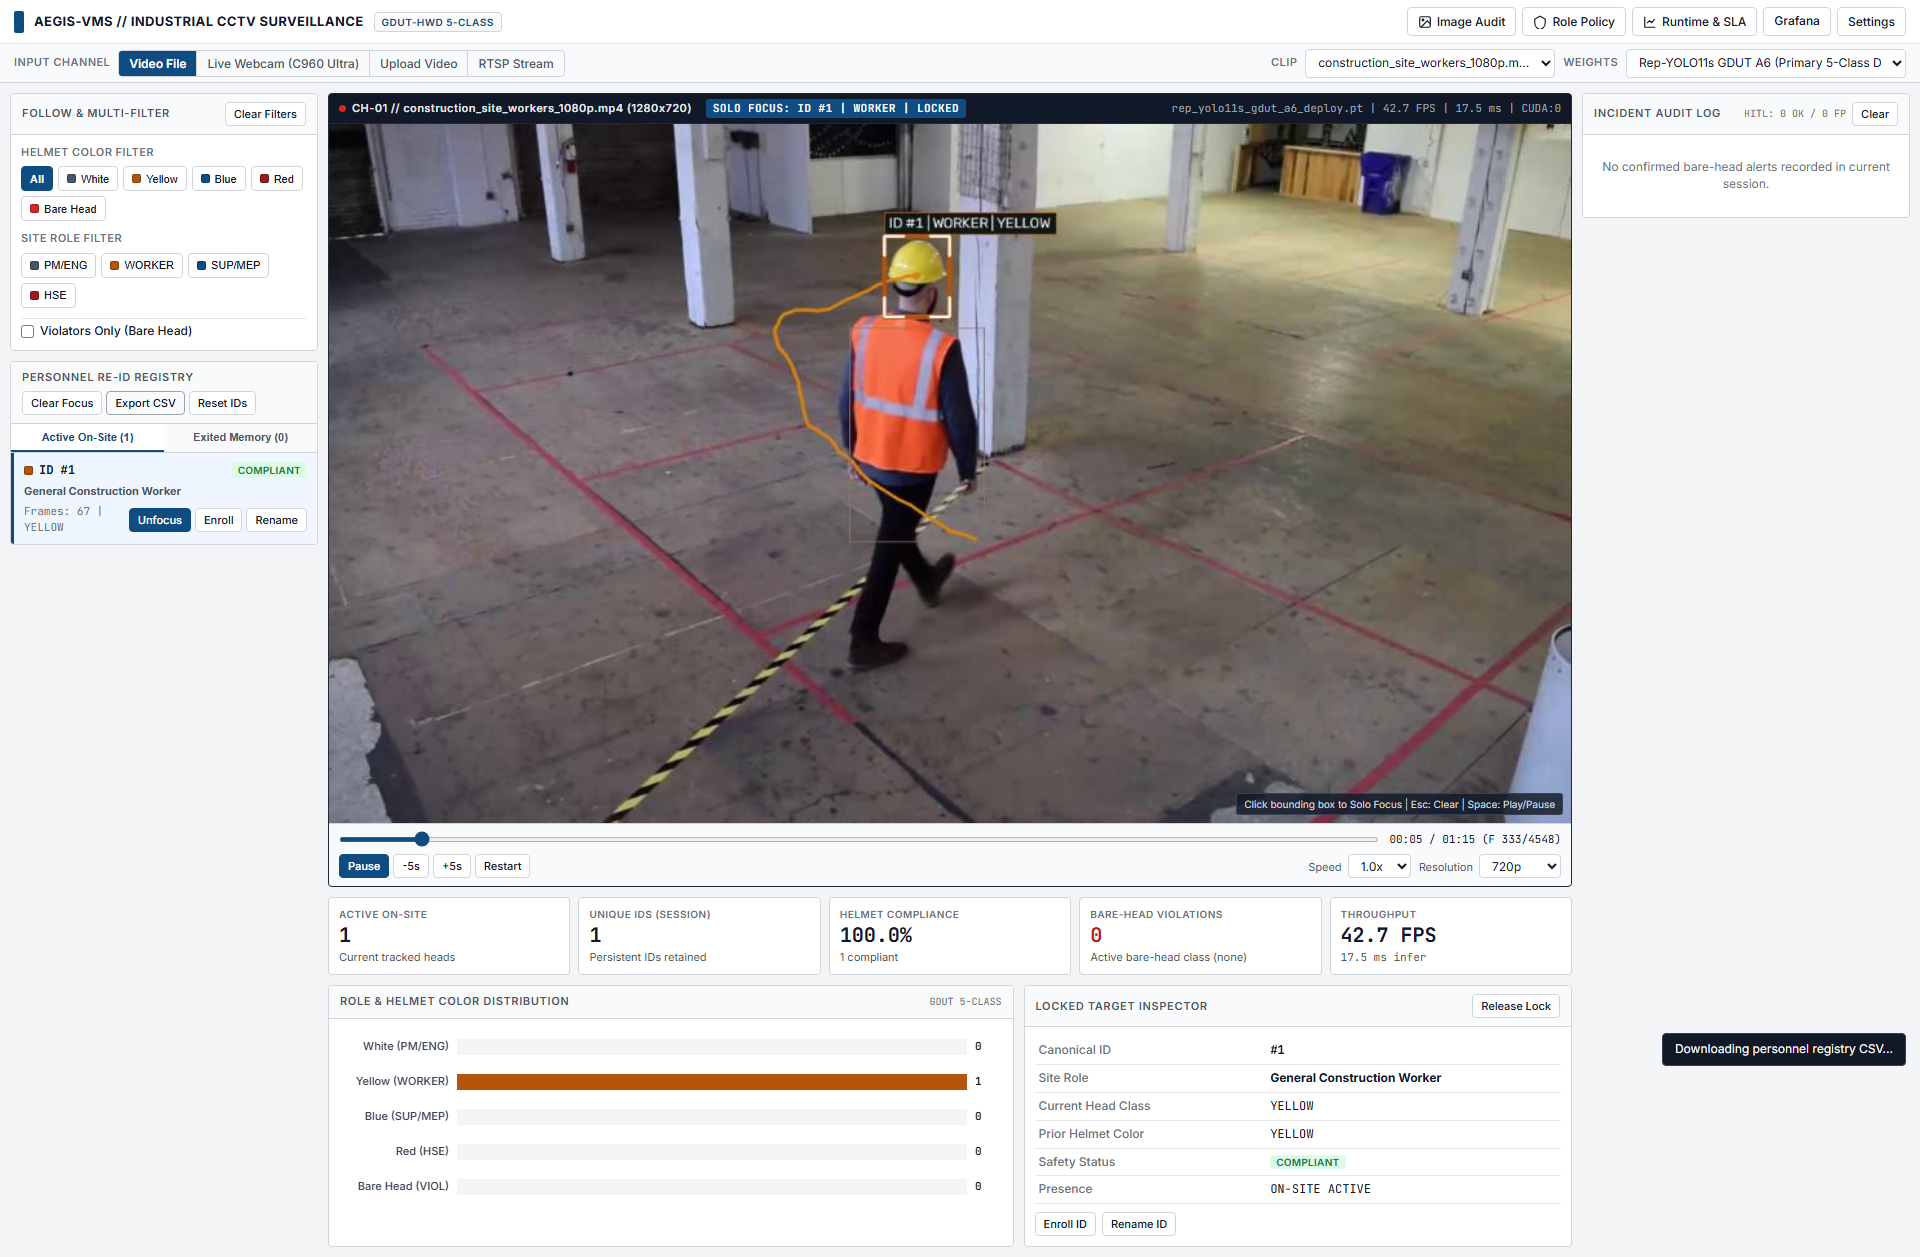 AEGIS-VMS // INDUSTRIAL CCTV SURVEILLANCE
GDUT-HWD 5-CLASS
Image Audit
Role Policy
Runtime & SLA
Grafana
Settings
INPUT CHANNEL
Video File
Live Webcam (C960 Ultra)
Upload Video
RTSP Stream
CLIP
construction_site_workers_1080p.m...
WEIGHTS
Rep-YOLO11s GDUT A6 (Primary 5-Class D
FOLLOW & MULTI-FILTER
Clear Filters
HELMET COLOR FILTER
All
White
Yellow
Blue
Red
Bare Head
SITE ROLE FILTER
PM/ENG
WORKER
SUP/MEP
HSE
Violators Only (Bare Head)
PERSONNEL RE-ID REGISTRY
Clear Focus
Export CSV
Reset IDs
Active On-Site (1)
Exited Memory (0)
ID #1
COMPLIANT
General Construction Worker
Frames: 67 |
YELLOW
Unfocus
Enroll
Rename
CH-01 // construction_site_workers_1080p.mp4 (1280x720)
SOLO FOCUS: ID #1 | WORKER | LOCKED
rep_yolo11s_gdut_a6_deploy.pt | 42.7 FPS | 17.5 ms | CUDA:0
ID #1 | WORKER | YELLOW
Click bounding box to Solo Focus | Esc: Clear | Space: Play/Pause
00:05 / 01:15 (F 333/4548)
Pause
-5s
+5s
Restart
Speed
1.0x
Resolution
720p
ACTIVE ON-SITE
1
Current tracked heads
UNIQUE IDS (SESSION)
1
Persistent IDs retained
HELMET COMPLIANCE
100.0%
1 compliant
BARE-HEAD VIOLATIONS
0
Active bare-head class (none)
THROUGHPUT
42.7 FPS
17.5 ms infer
ROLE & HELMET COLOR DISTRIBUTION
GDUT 5-CLASS
White (PM/ENG)
0
Yellow (WORKER)
1
Blue (SUP/MEP)
0
Red (HSE)
0
Bare Head (VIOL)
0
LOCKED TARGET INSPECTOR
Release Lock
Canonical ID
#1
Site Role
General Construction Worker
Current Head Class
YELLOW
Prior Helmet Color
YELLOW
Safety Status
COMPLIANT
Presence
ON-SITE ACTIVE
Enroll ID
Rename ID
INCIDENT AUDIT LOG
HITL: 0 OK / 0 FP
Clear
No confirmed bare-head alerts recorded in current
session.
Downloading personnel registry CSV...